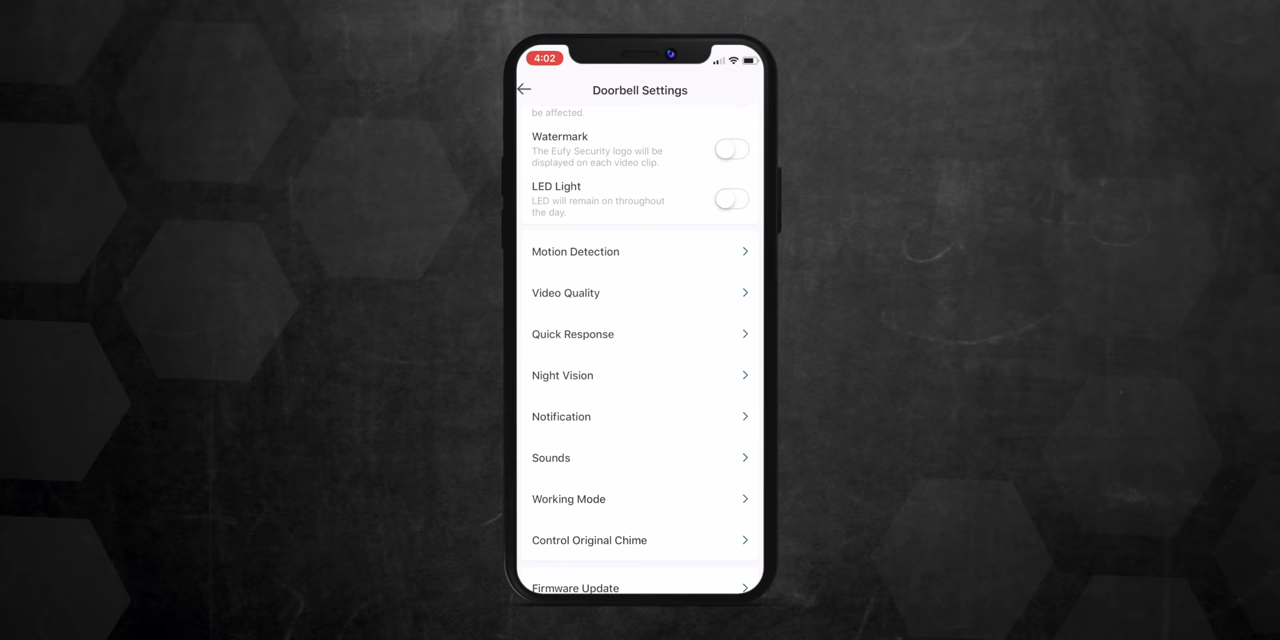 4:02
Doorbell Settings
be affected.
Watermark
The Eufy Security logo will be
displayed on each video clip.
LED Light
LED will remain on throughout
the day.
Motion Detection
Video Quality
Quick Response
Night Vision
Notification
Sounds
Working Mode
Control Original Chime
Firmware Update